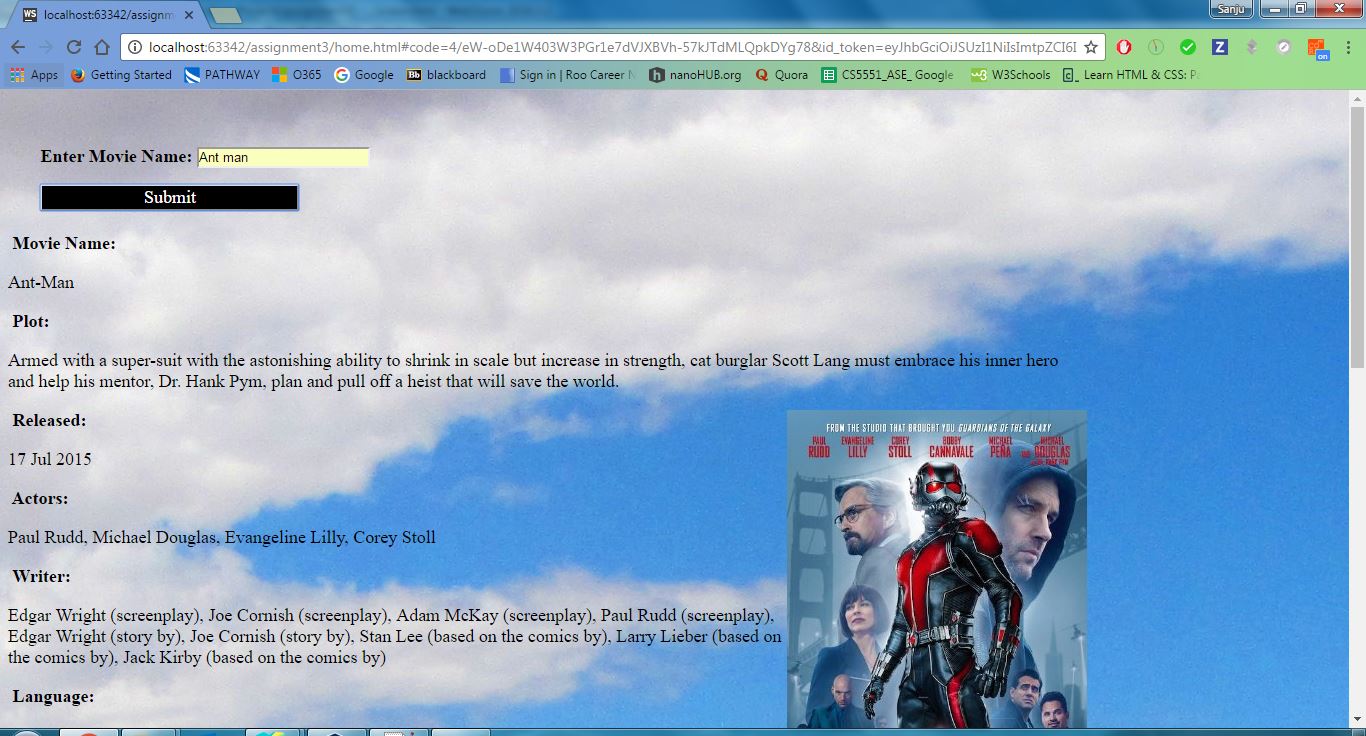 localhost:63342/assignm
Sanju
localhost:63342/assignment3/home.html#code=4/eW-oDe1W403W3PGr1e7dVJXBVh-57kJTdMLQpkDYg78&id_token=eyJhbGciOiJSUzI1NiIsImtpZCI6I
on
Apps
Getting Started
PATHWAY
O365
Google
Bb blackboard
Sign in | Roo Career N
nanoHUB.org
Quora
CS5551_ASE_ Google
W3Schools
Learn HTML & CSS: Pa
Enter Movie Name: Ant man
Submit
Movie Name:
Ant-Man
Plot:
Armed with a super-suit with the astonishing ability to shrink in scale but increase in strength, cat burglar Scott Lang must embrace his inner hero
and help his mentor, Dr. Hank Pym, plan and pull off a heist that will save the world.
Released:
17 Jul 2015
FROM THE STUDIO THAT BROUGHT YOU GUARDIANS OF THE GALAXY
PAUL RUDD EVANGELINE LILLY COREY STOLL BOBBY CANNAVALE MICHAEL PEÑA MICHAEL DOUGLAS
Actors:
Paul Rudd, Michael Douglas, Evangeline Lilly, Corey Stoll
Writer:
Edgar Wright (screenplay), Joe Cornish (screenplay), Adam McKay (screenplay), Paul Rudd (screenplay),
Edgar Wright (story by), Joe Cornish (story by), Stan Lee (based on the comics by), Larry Lieber (based on
the comics by), Jack Kirby (based on the comics by)
Language: